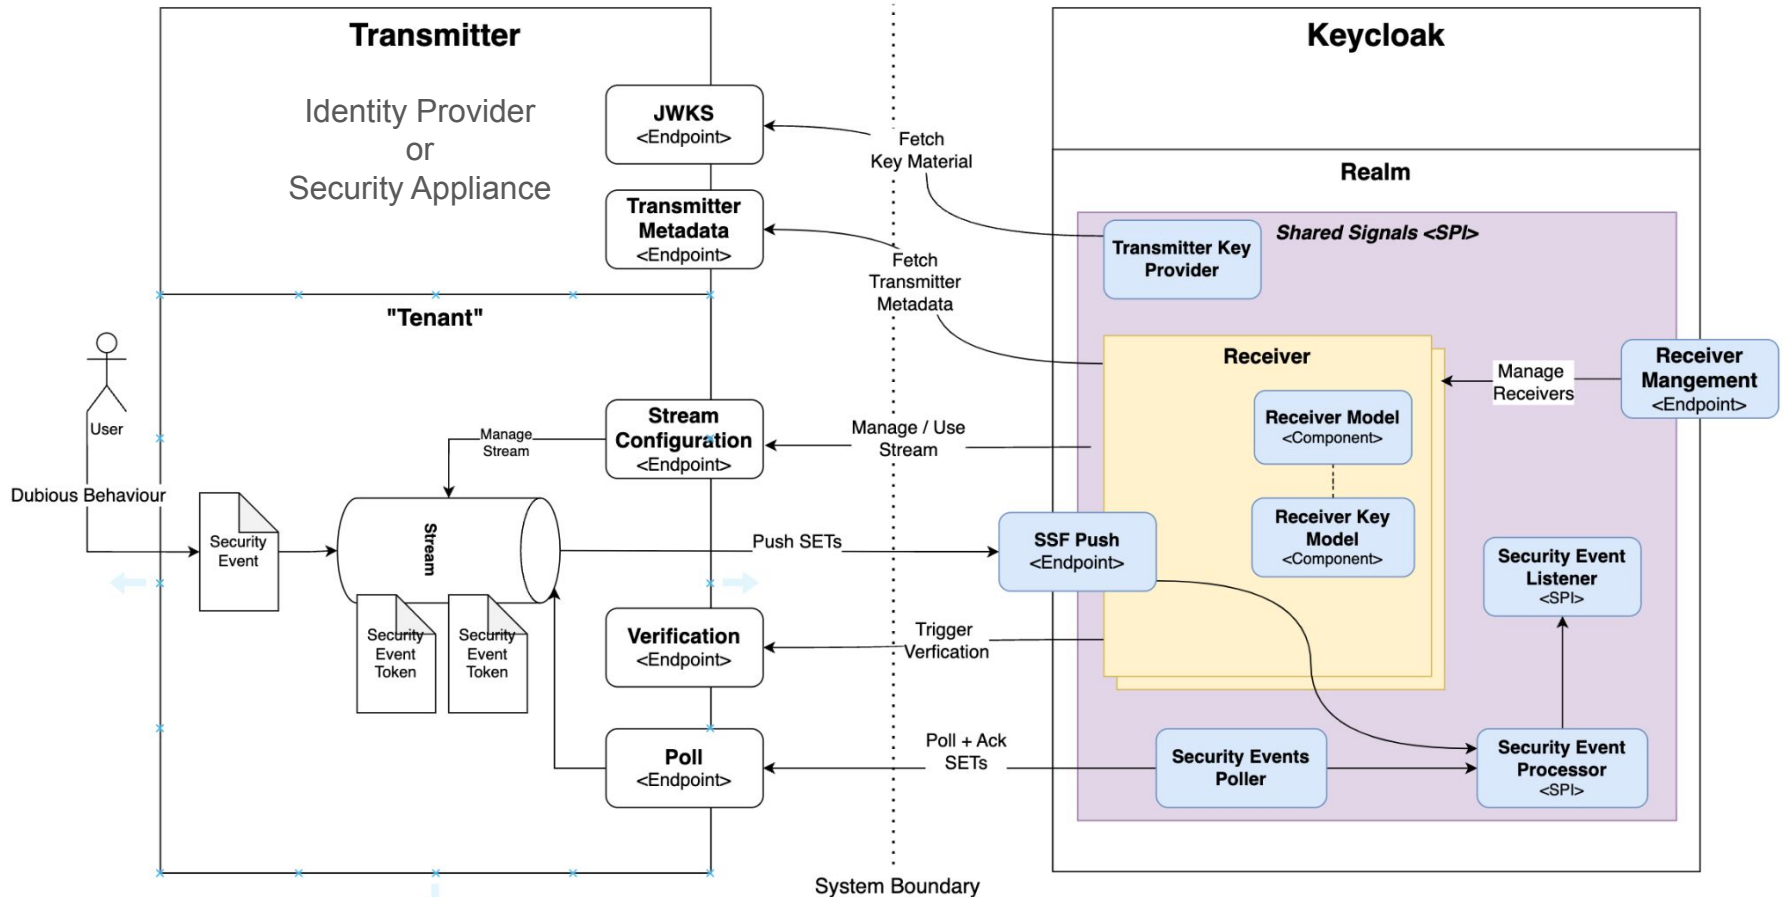 Transmitter
Identity Provider
or
Security Appliance
JWKS
<Endpoint>
Transmitter
Metadata
<Endpoint>
"Tenant"
User
Dubious Behaviour
Security
Event
Manage
Stream
Stream
Security
Event
Token
Security
Event
Token
Stream
Configuration
<Endpoint>
Verification
<Endpoint>
Poll
<Endpoint>
Fetch
Key Material
Fetch
Transmitter
Metadata
Manage / Use
Stream
Push SETs
Trigger
Verfication
Poll + Ack
SETs
System Boundary
Keycloak
Realm
Shared Signals <SPI>
Transmitter Key
Provider
Receiver
Receiver Model
<Component>
Receiver Key
Model
<Component>
Manage
Receivers
Receiver
Mangement
<Endpoint>
SSF Push
<Endpoint>
Security Event
Listener
<SPI>
Security Events
Poller
Security Event
Processor
<SPI>